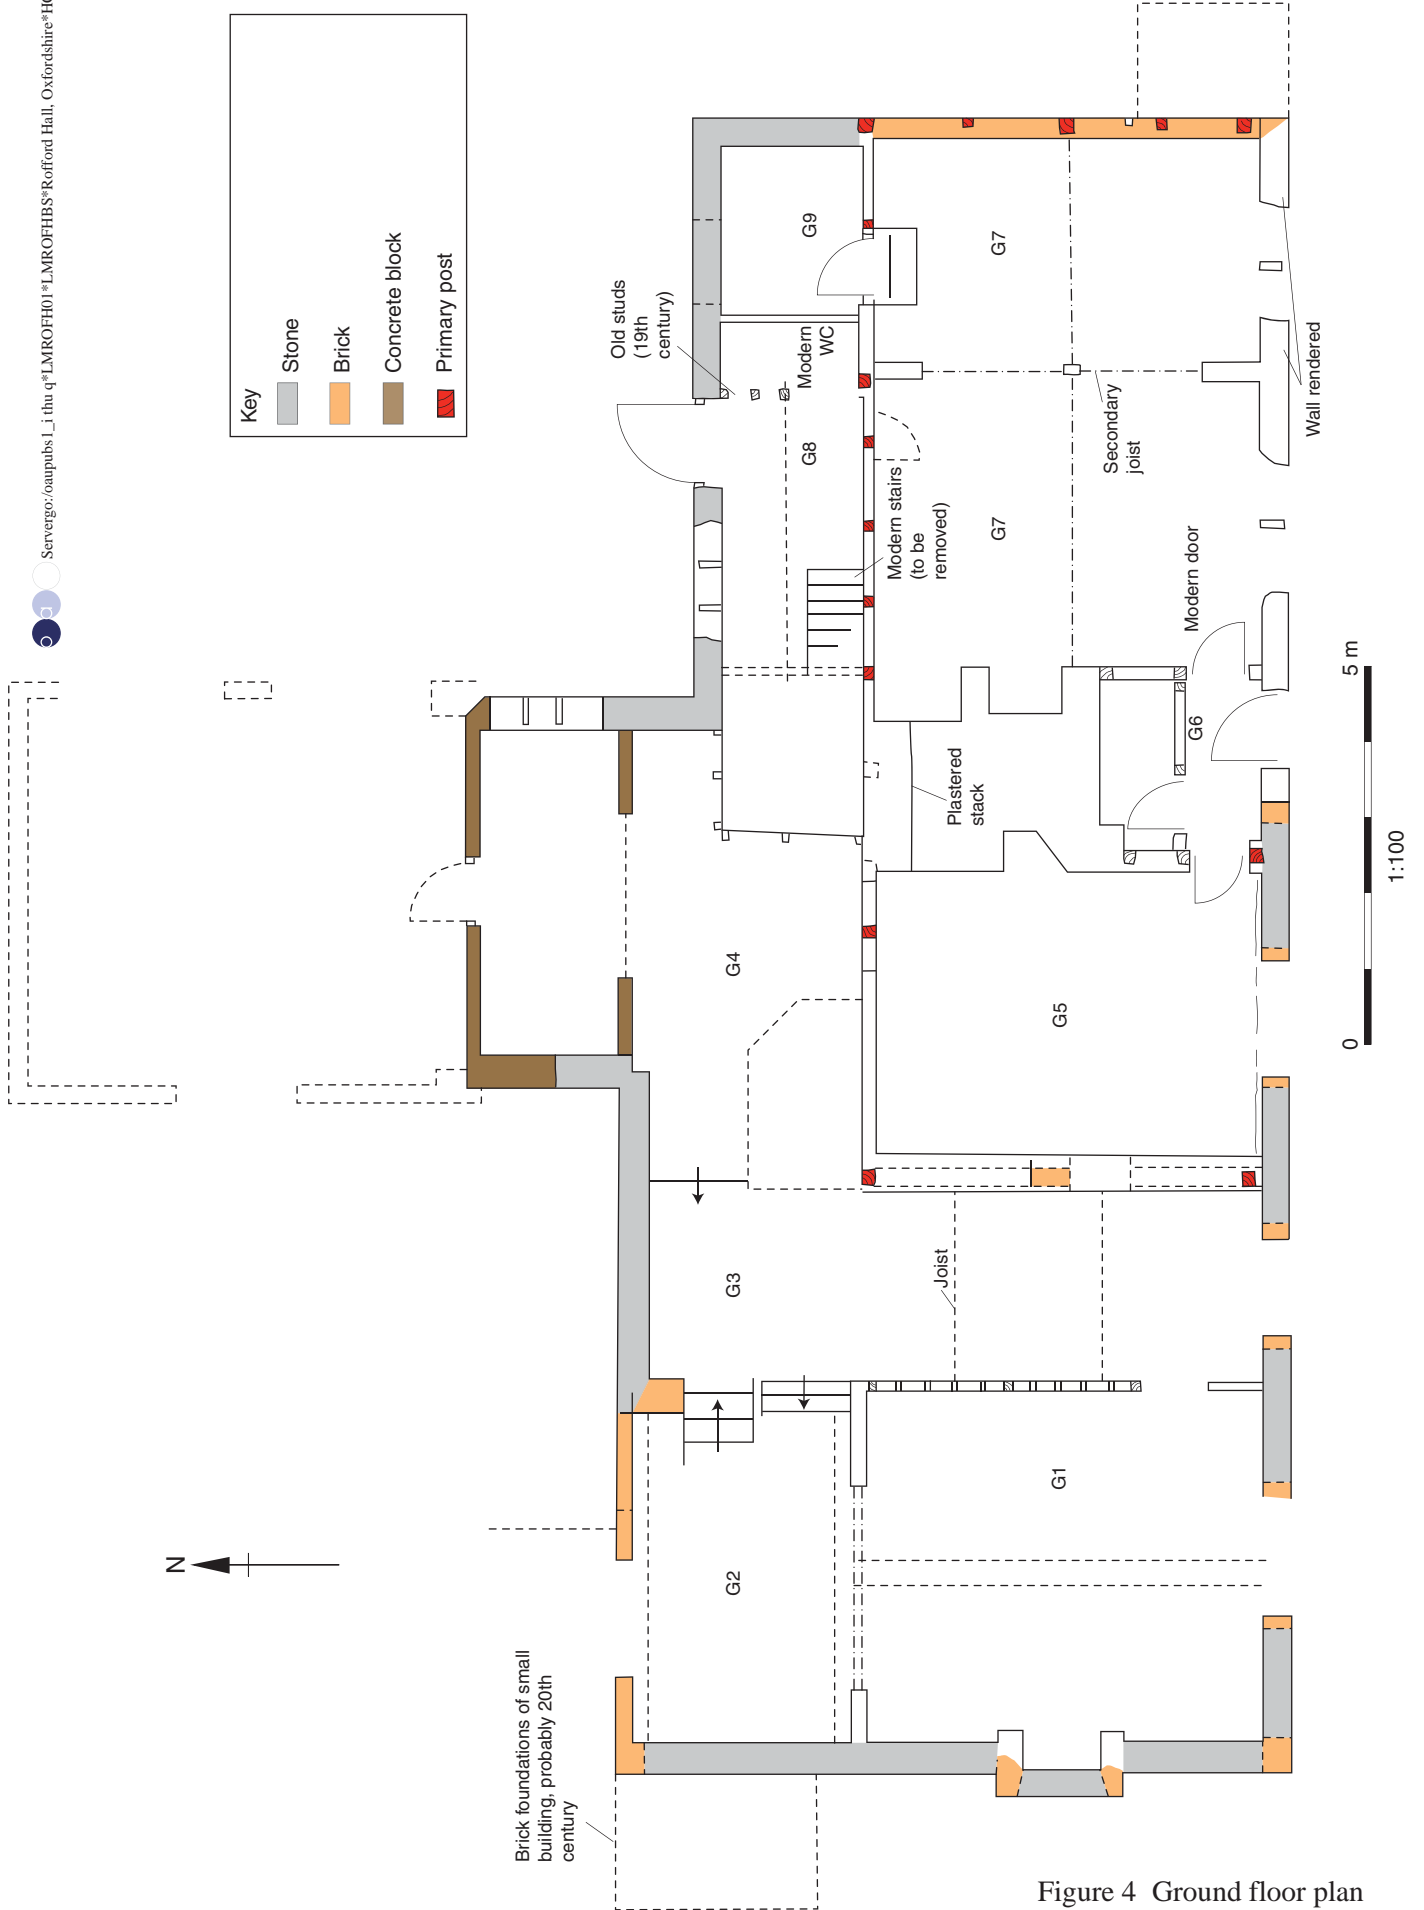 Servergo:/oaupubs1_i thu q*LMROFH01*LMROFHBS*Rofford Hall, Oxfordshire*
Key
Stone
Brick
Concrete block
Primary post
N
Brick foundations of small
building, probably 20th
century
Old studs
(19th
century)
Modern
WC
G9
G8
G7
G7
Modern stairs
(to be
removed)
Secondary
joist
Wall rendered
Modern door
G6
Plastered
stack
G4
G5
G3
Joist
G2
G1
0
5 m
1:100
Figure 4 Ground floor plan